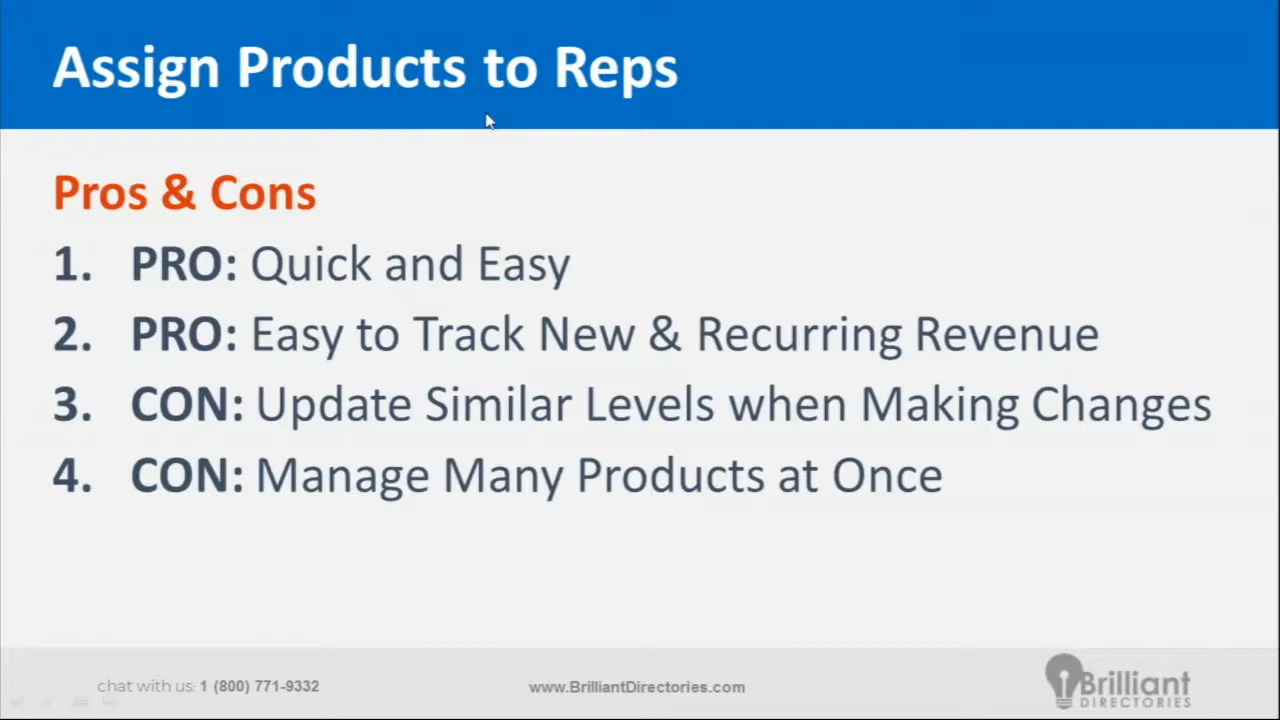 Assign Products to Reps
Pros & Cons
1. PRO: Quick and Easy
2. PRO: Easy to Track New & Recurring Revenue
3. CON: Update Similar Levels when Making Changes
4. CON: Manage Many Products at Once
chat with us: 1 (800) 771-9332
www.BrilliantDirectories.com
Brilliant
DIRECTORIES